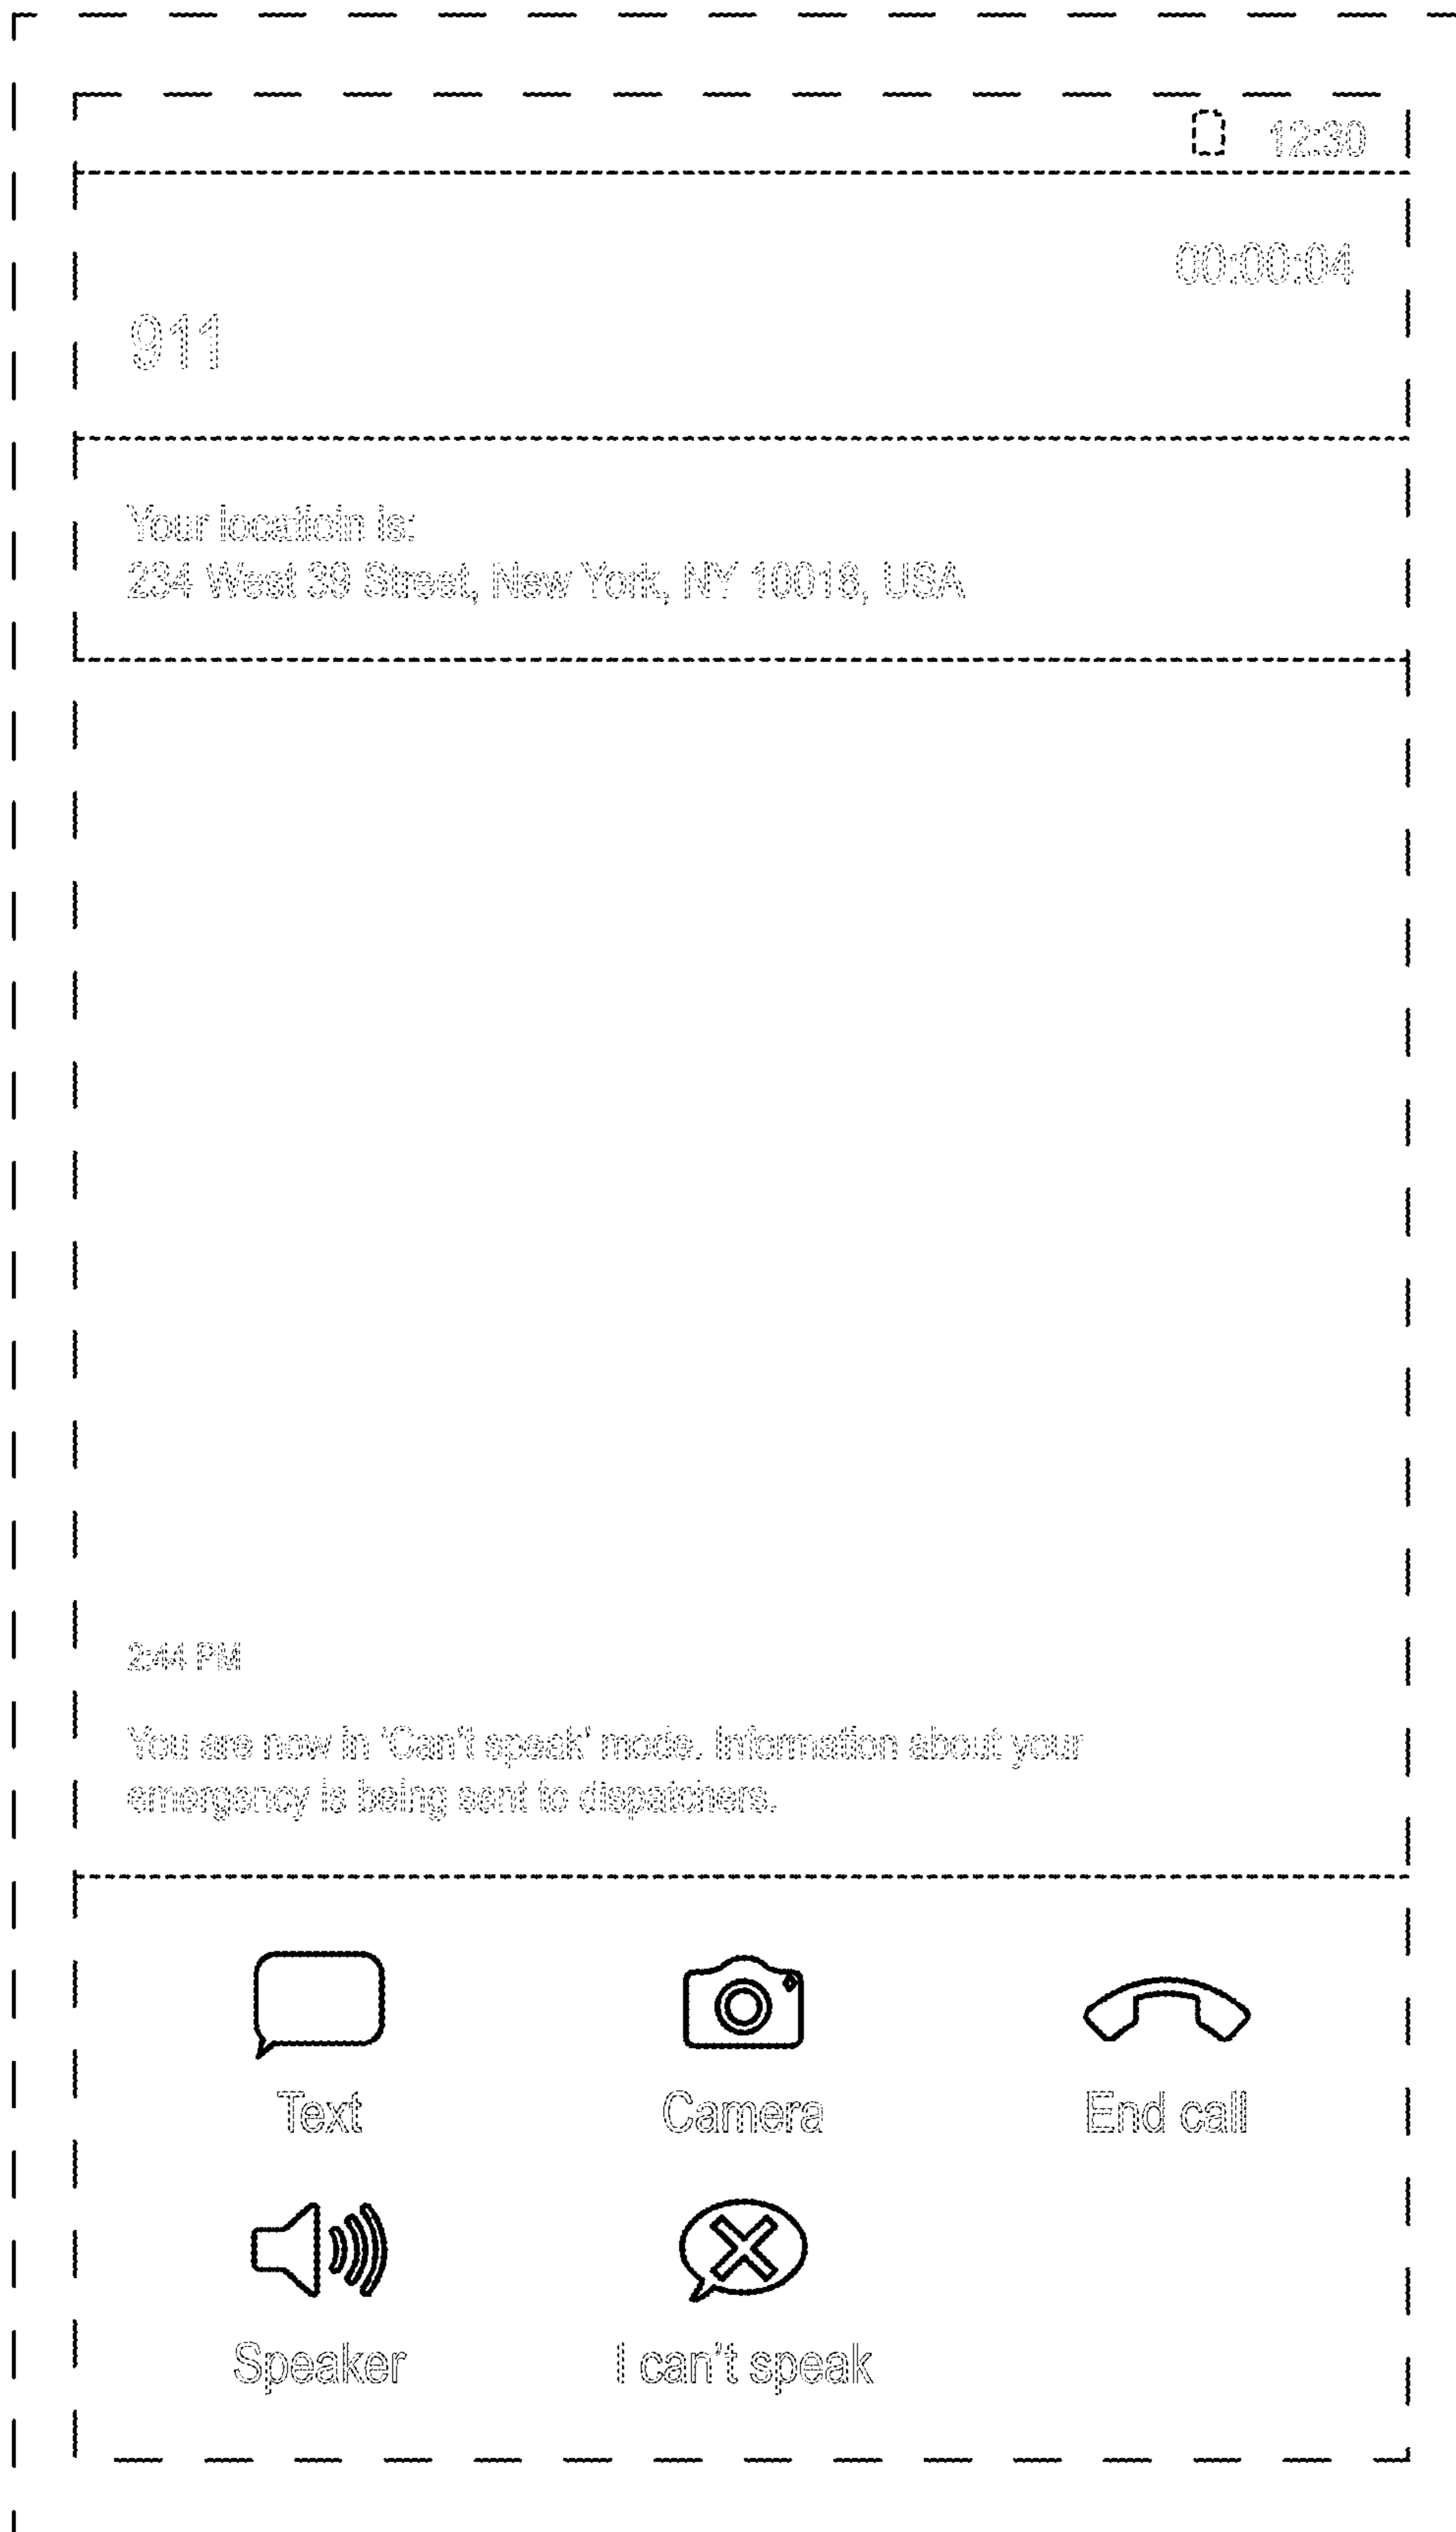 12:30
00:00:04
911
Your locatioin is:
234 West 39 Street, New York, NY 10018, USA
2:44 PM
You are now in 'Can't speak' mode. Information about your
emergency is being sent to dispatchers.
Text Camera End call
Speaker I can't speak